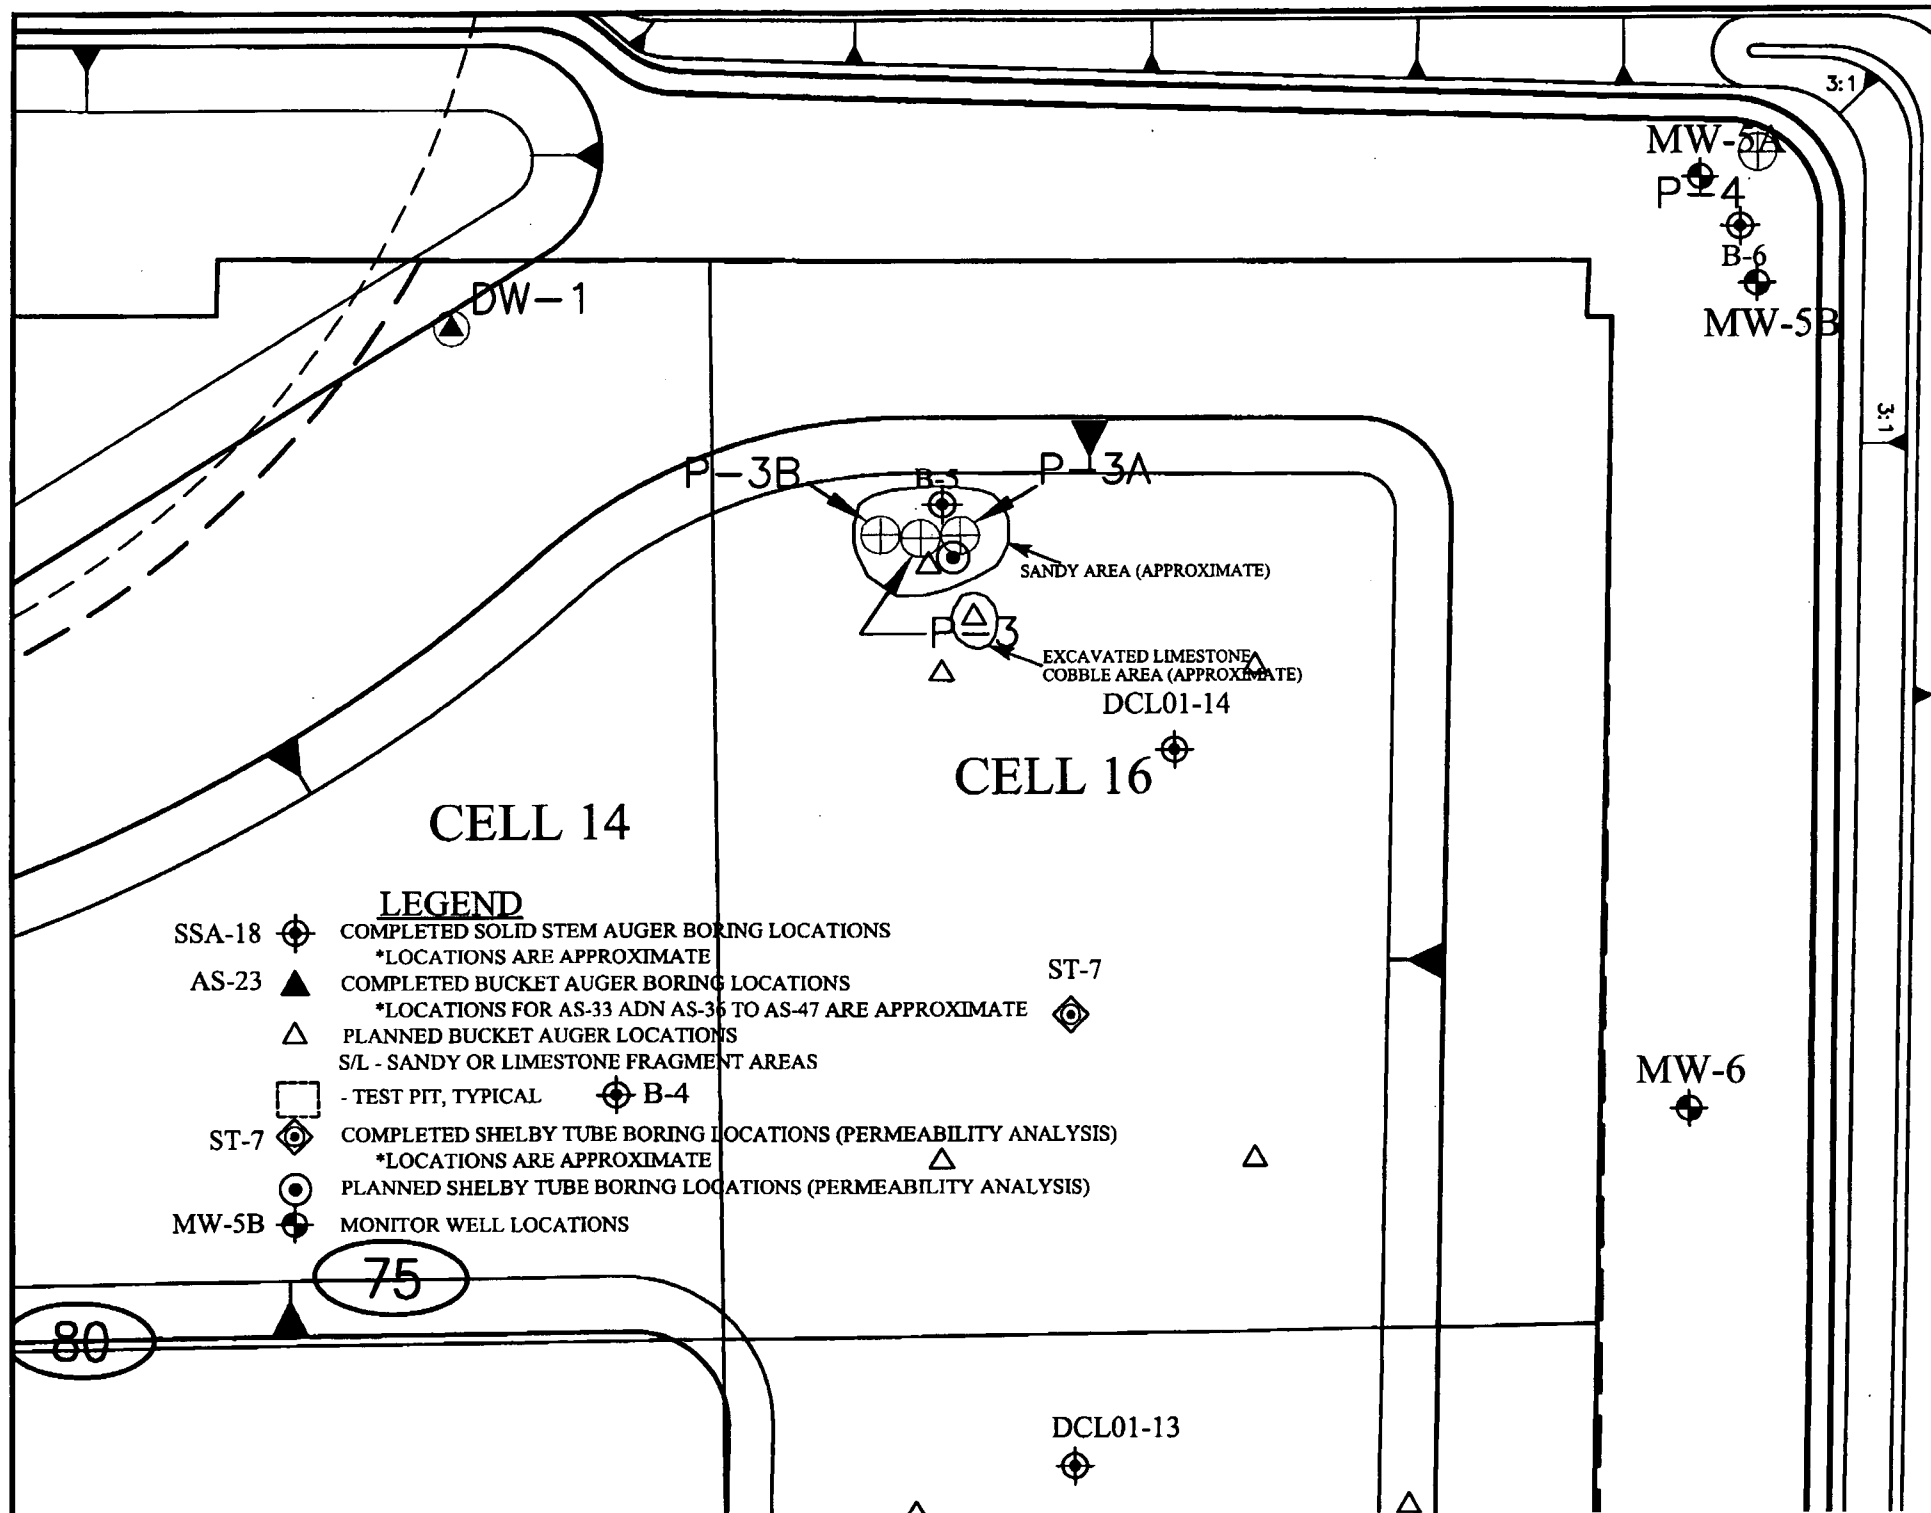 3:1
MW-5A
P-4
B-6
MW-5B
DW-1
3:1
P-3B
B-5
P-3A
SANDY AREA (APPROXIMATE)
P-3
EXCAVATED LIMESTONE
COBBLE AREA (APPROXIMATE)
DCL01-14
CELL 16
CELL 14
LEGEND
SSA-18 COMPLETED SOLID STEM AUGER BORING LOCATIONS
*LOCATIONS ARE APPROXIMATE
AS-23 COMPLETED BUCKET AUGER BORING LOCATIONS
*LOCATIONS FOR AS-33 ADN AS-36 TO AS-47 ARE APPROXIMATE
PLANNED BUCKET AUGER LOCATIONS
S/L - SANDY OR LIMESTONE FRAGMENT AREAS
- TEST PIT, TYPICAL
B-4
ST-7 COMPLETED SHELBY TUBE BORING LOCATIONS (PERMEABILITY ANALYSIS)
*LOCATIONS ARE APPROXIMATE
PLANNED SHELBY TUBE BORING LOCATIONS (PERMEABILITY ANALYSIS)
MW-5B MONITOR WELL LOCATIONS
ST-7
MW-6
75
80
DCL01-13